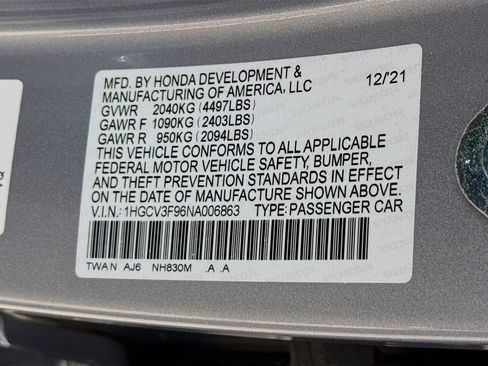 MFD. BY HONDA DEVELOPMENT &
MANUFACTURING OF AMERICA, LLC 12/'21
GVWR 2040KG (4497LBS)
GAWR F 1090KG (2403LBS)
GAWR R 950KG (2094LBS)
THIS VEHICLE CONFORMS TO ALL APPLICABLE
FEDERAL MOTOR VEHICLE SAFETY, BUMPER,
AND THEFT PREVENTION STANDARDS IN EFFECT
ON THE DATE OF MANUFACTURE SHOWN ABOVE.
V.I.N.: 1HGCV3F96NA006863 TYPE:PASSENGER CAR
TWA N AJ6 NH830M .A .A